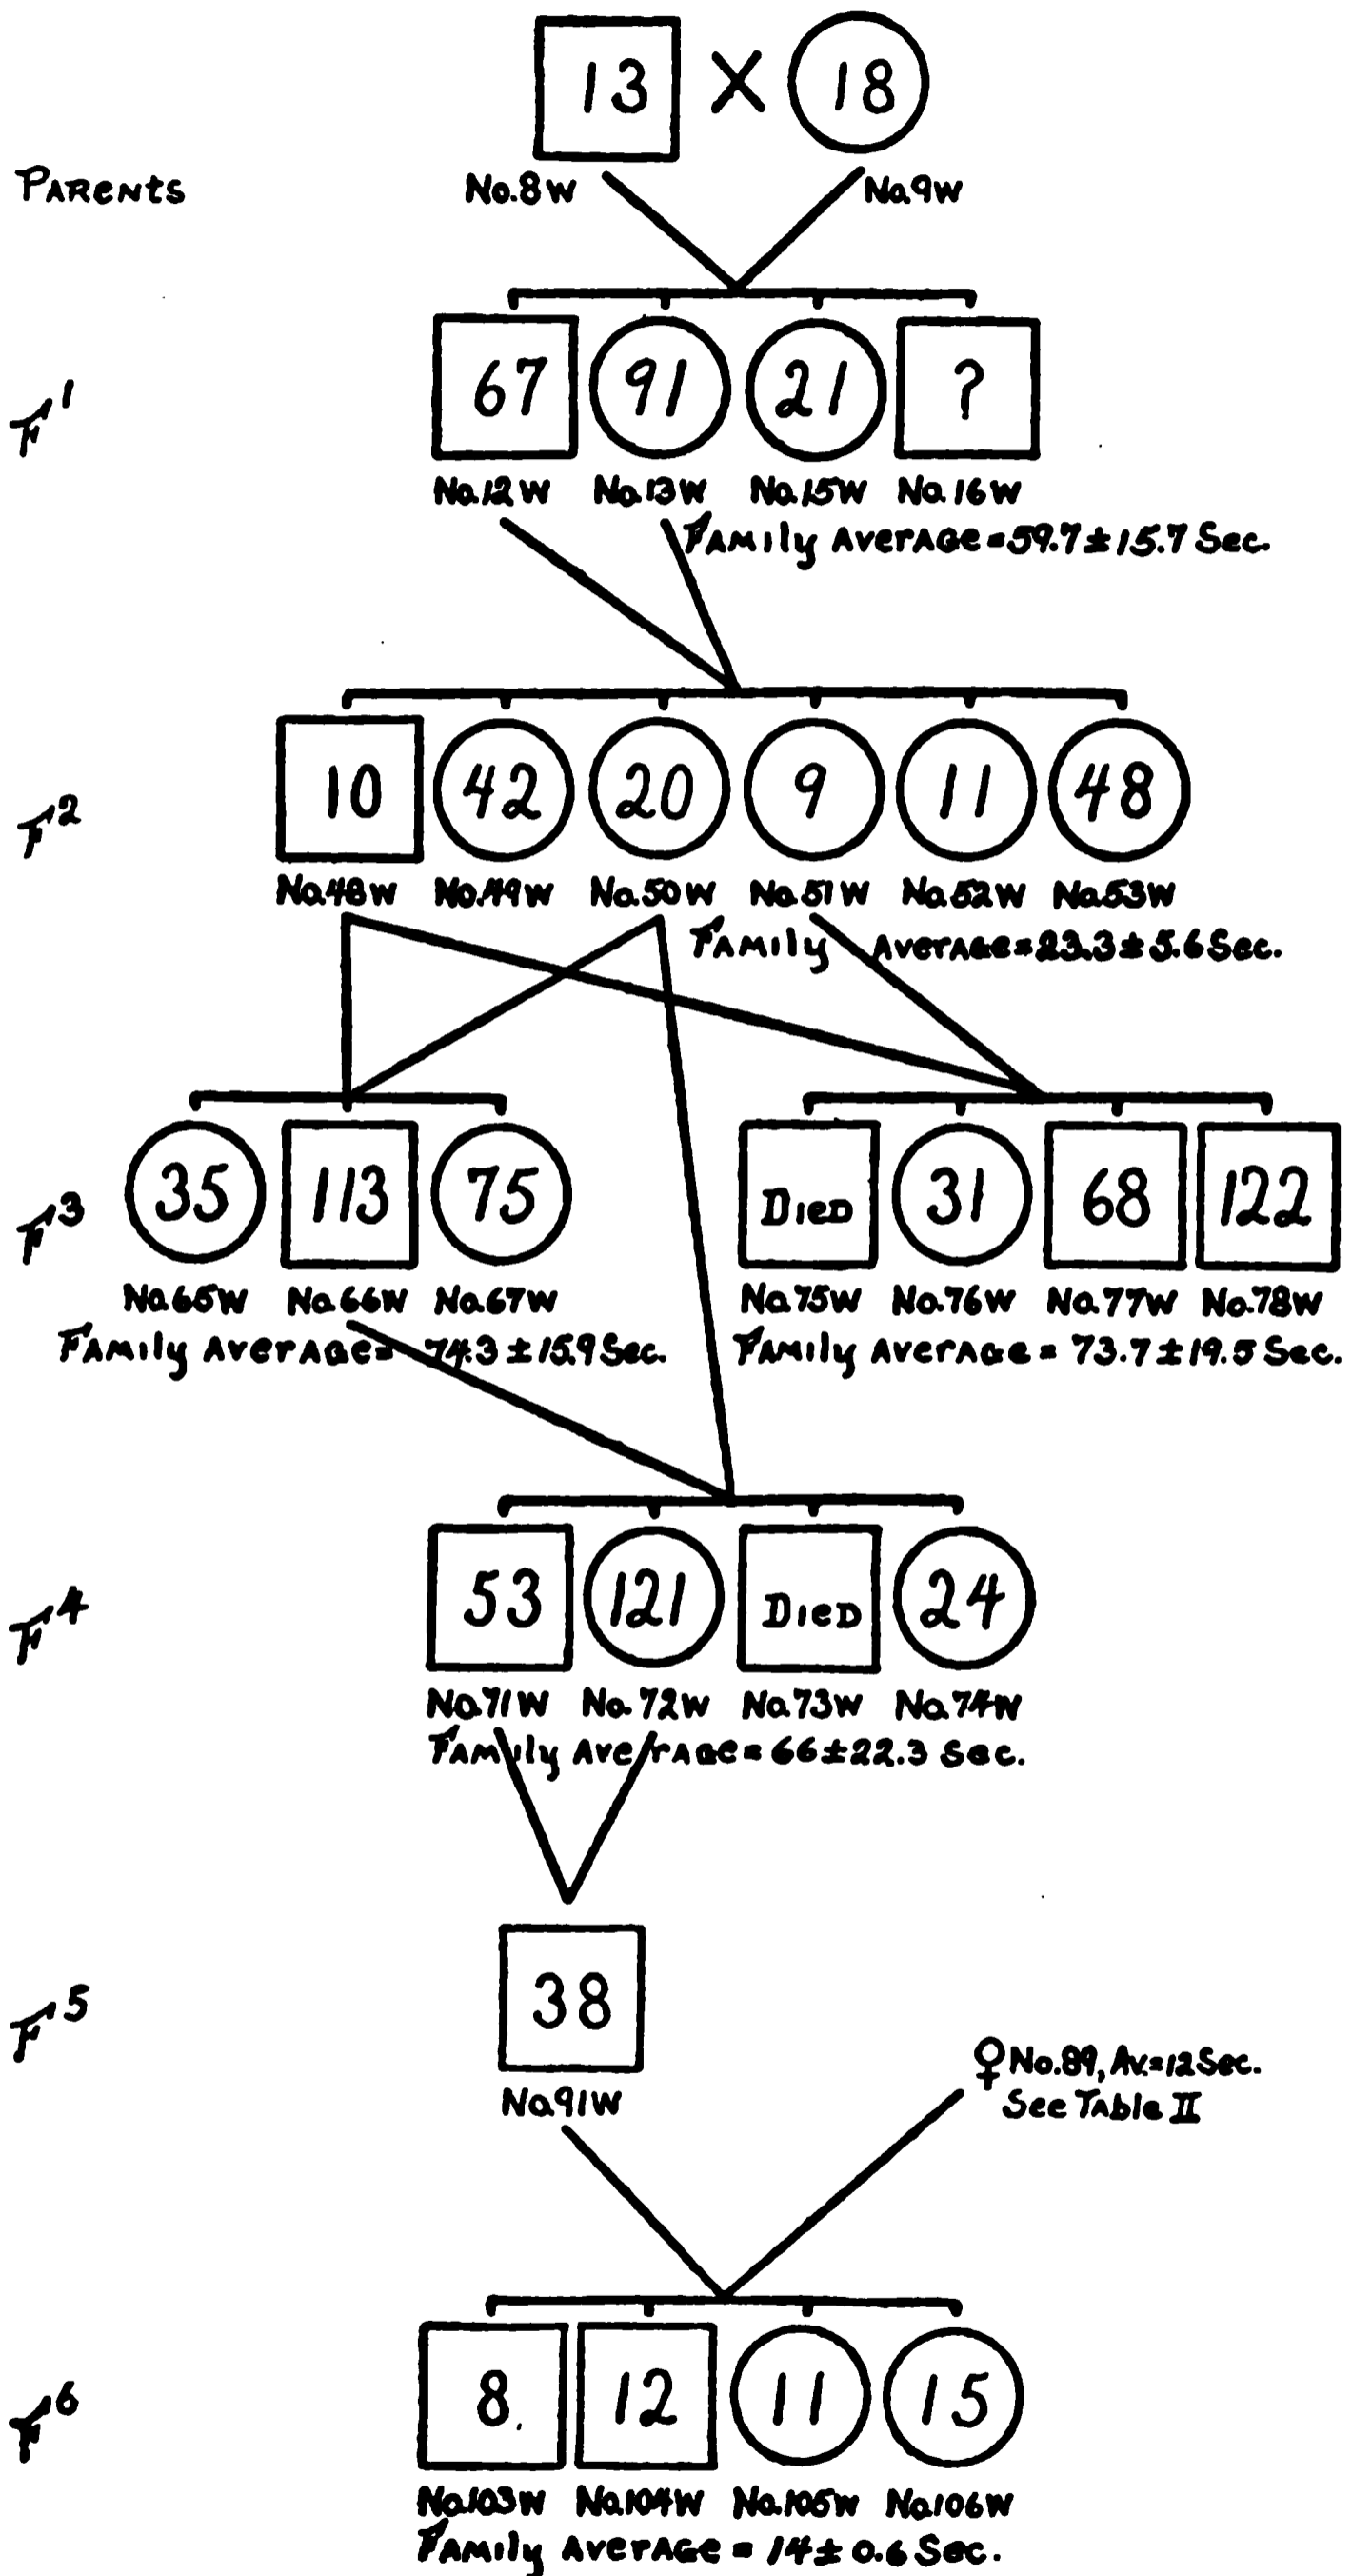 13 X 18
PARENTS No.8W No.9W
F1 67 91 21 ?
No.12W No.13W No.15W No.16W
FAMIly AVERAGE = 59.7 ± 15.7 Sec.
F2 10 42 20 9 11 48
No.48W No.49W No.50W No.51W No.52W No.53W
FAMIly AVERAGE = 23.3 ± 5.6 Sec.
F3 35 113 75 DIED 31 68 122
No.65W No.66W No.67W No.75W No.76W No.77W No.78W
FAMIly AVERAGE = 74.3 ± 15.9 Sec. FAMIly AVERAGE = 73.7 ± 19.5 Sec.
F4 53 121 DIED 24
No.71W No.72W No.73W No.74W
FAMIly AVERAGE = 66 ± 22.3 Sec.
F5 38
♀ No.89, Av.=12 Sec.
No.91W See TAble II
F6 8 12 11 15
No.103W No.104W No.105W No.106W
FAMIly AVERAGE = 14 ± 0.6 Sec.